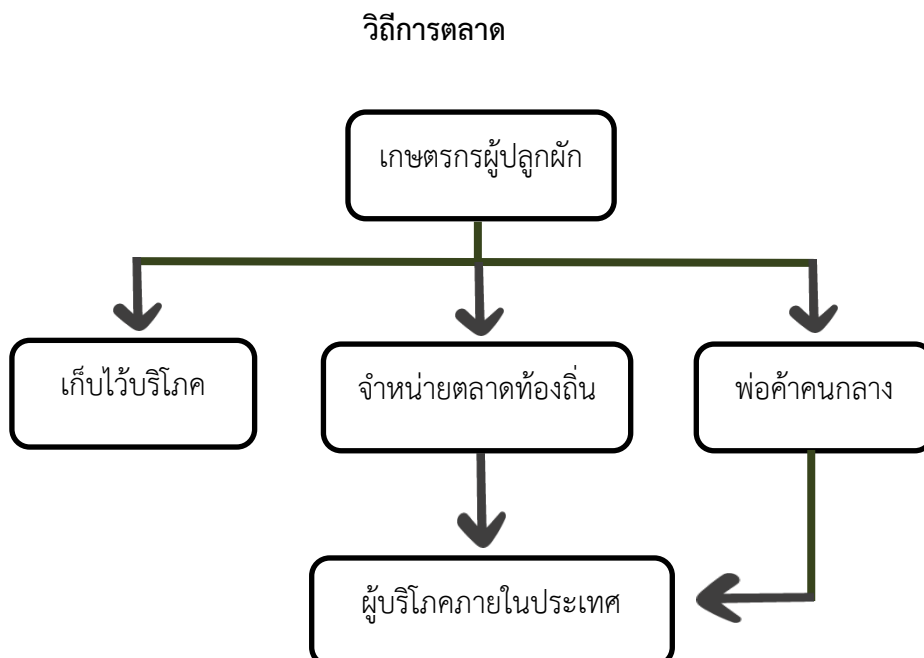 วิถีการตลาด
เกษตรกรผู้ปลูกผัก
เก็บไว้บริโภค
จำหน่ายตลาดท้องถิ่น
พ่อค้าคนกลาง
ผู้บริโภคภายในประเทศ